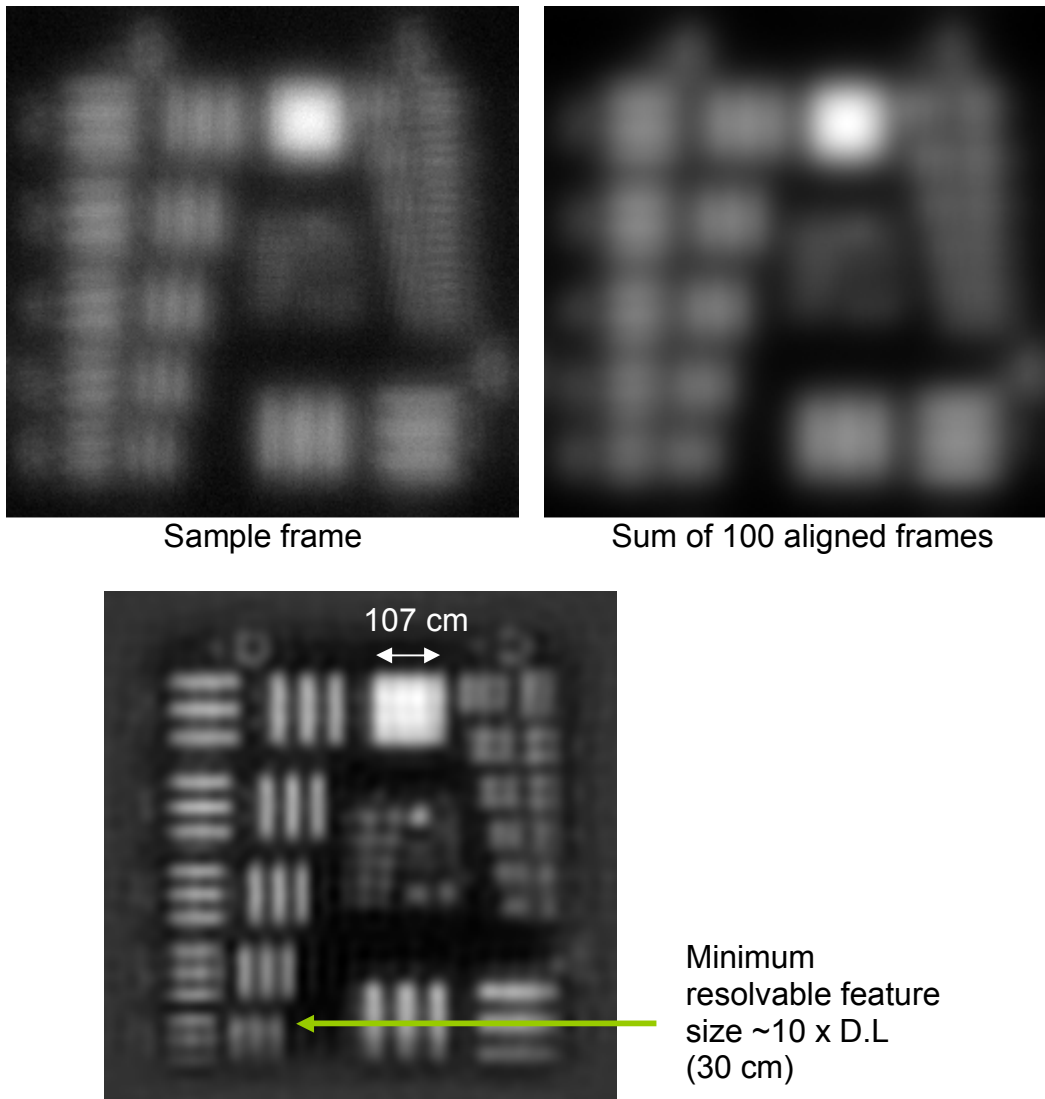 Sample frame
Sum of 100 aligned frames
107 cm
Minimum
resolvable feature
size ~10 x D.L
(30 cm)